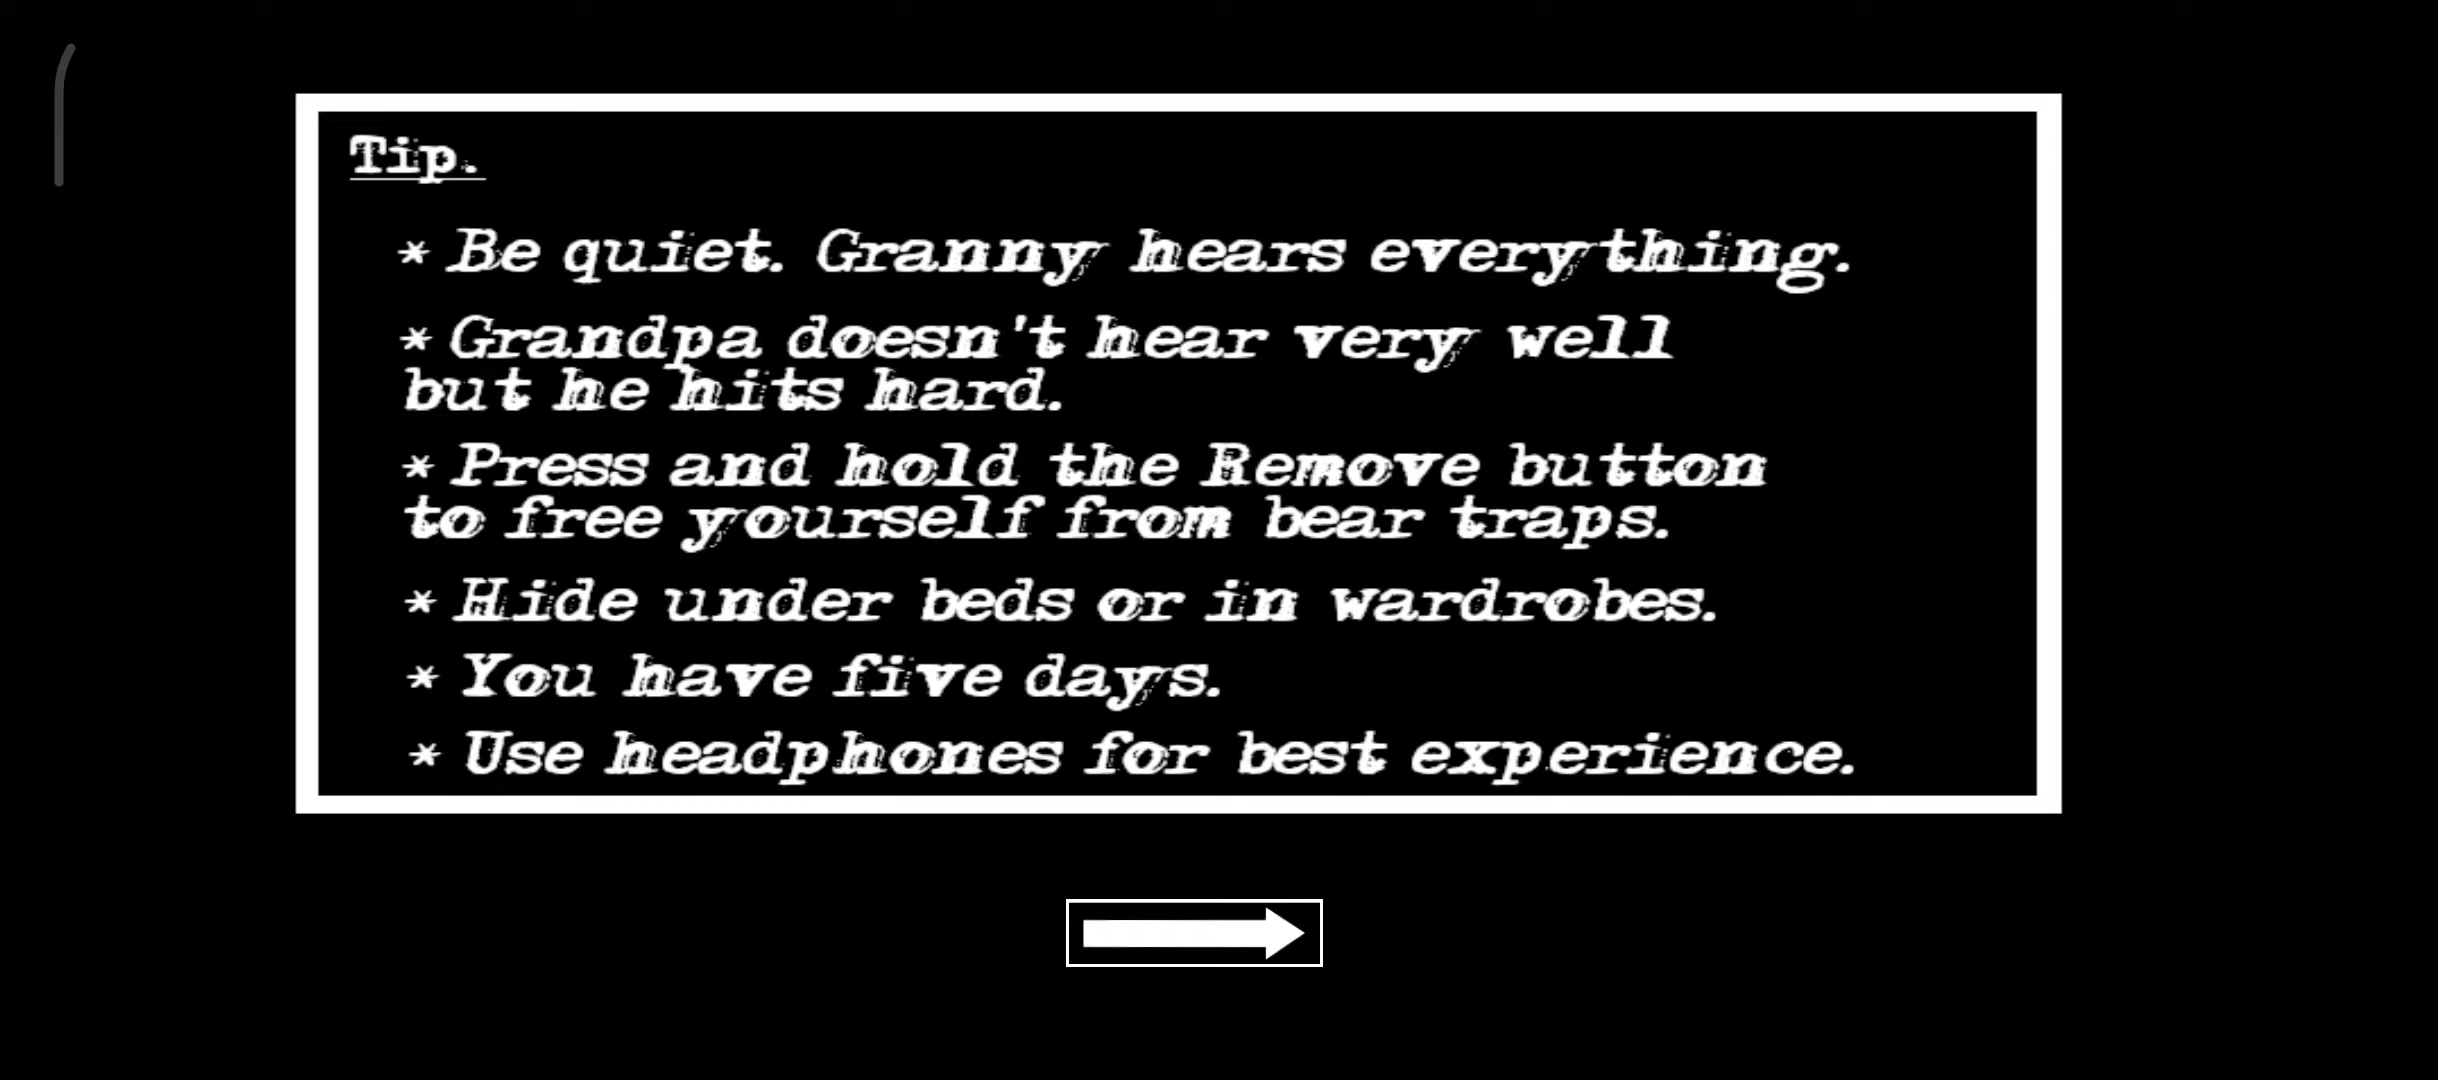 Tip.
* Be quiet. Granny hears everything.
* Grandpa doesn't hear very well
but he hits hard.
* Press and hold the Remove button
to free yourself from bear traps.
* Hide under beds or in wardrobes.
* You have five days.
* Use headphones for best experience.